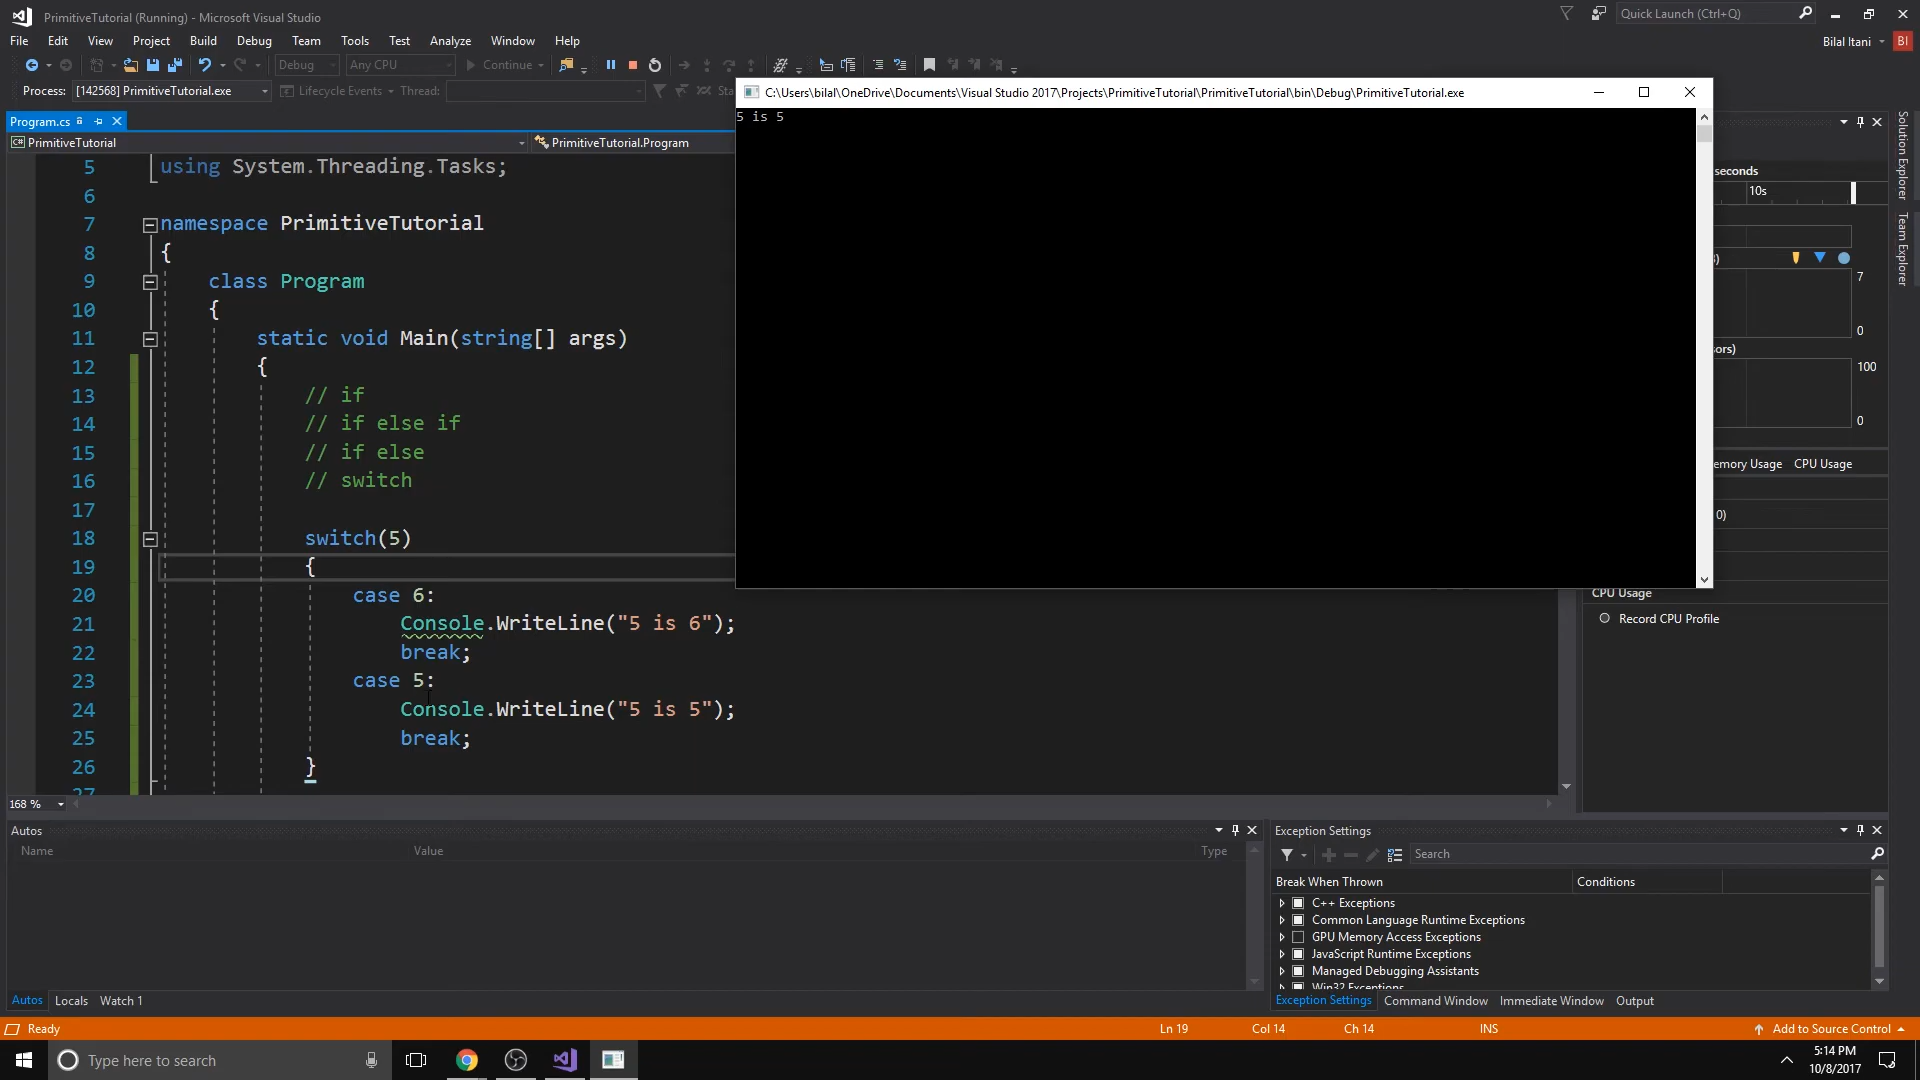 PrimitiveTutorial (Running) - Microsoft Visual Studio
Quick Launch (Ctrl+Q)
File Edit View Project Build Debug Team Tools Test Analyze Window Help
Bilal Itani BI
Debug Any CPU Continue
Process: [142568] PrimitiveTutorial.exe Lifecycle Events Thread:
C:\Users\bilal\OneDrive\Documents\Visual Studio 2017\Projects\PrimitiveTutorial\PrimitiveTutorial\bin\Debug\PrimitiveTutorial.exe
5 is 5
Program.cs
C# PrimitiveTutorial PrimitiveTutorial.Program
5 using System.Threading.Tasks;
6
7 namespace PrimitiveTutorial
8 {
9 class Program
10 {
11 static void Main(string[] args)
12 {
13 // if
14 // if else if
15 // if else
16 // switch
17
18 switch(5)
19 {
20 case 6:
21 Console.WriteLine("5 is 6");
22 break;
23 case 5:
24 Console.WriteLine("5 is 5");
25 break;
26 }
27
168 %
seconds
10s
7
0
100
0
CPU Usage
0)
CPU Usage
Record CPU Profile
Solution Explorer
Team Explorer
Autos
Name Value Type
Autos Locals Watch 1
Exception Settings
Search
Break When Thrown Conditions
C++ Exceptions
Common Language Runtime Exceptions
GPU Memory Access Exceptions
JavaScript Runtime Exceptions
Managed Debugging Assistants
Win32 Exceptions
Exception Settings Command Window Immediate Window Output
Ready Ln 19 Col 14 Ch 14 INS Add to Source Control
Type here to search
5:14 PM
10/8/2017